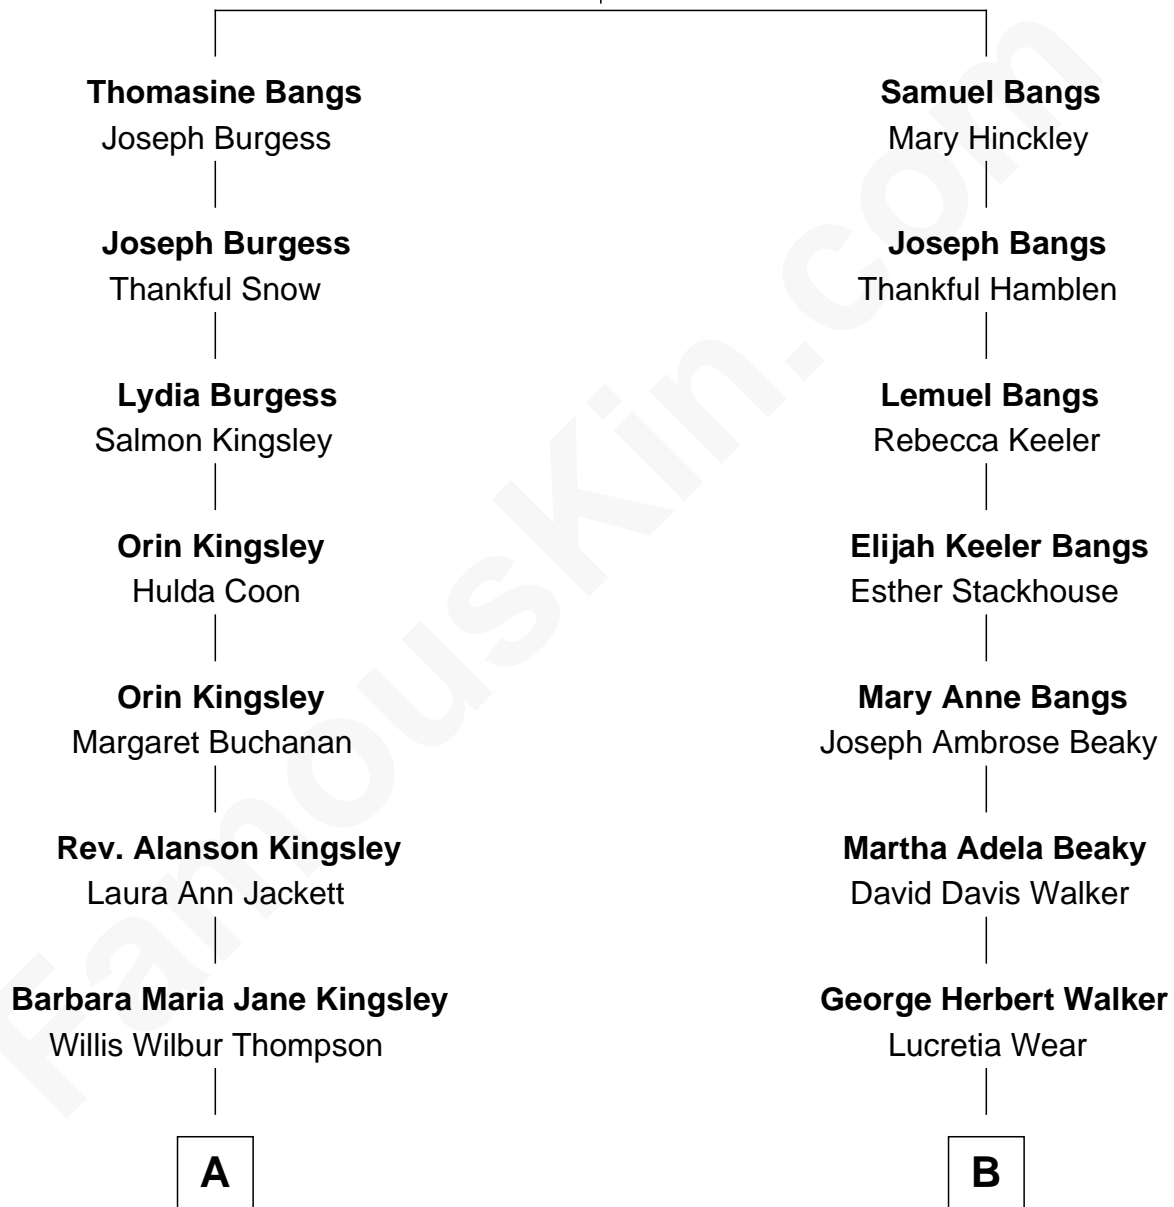 Thomasine Bangs
Joseph Burgess
Joseph Burgess
Thankful Snow
Lydia Burgess
Salmon Kingsley
Orin Kingsley
Hulda Coon
Orin Kingsley
Margaret Buchanan
Rev. Alanson Kingsley
Laura Ann Jackett
Barbara Maria Jane Kingsley
Willis Wilbur Thompson
A
Samuel Bangs
Mary Hinckley
Joseph Bangs
Thankful Hamblen
Lemuel Bangs
Rebecca Keeler
Elijah Keeler Bangs
Esther Stackhouse
Mary Anne Bangs
Joseph Ambrose Beaky
Martha Adela Beaky
David Davis Walker
George Herbert Walker
Lucretia Wear
B
FamousKin.com